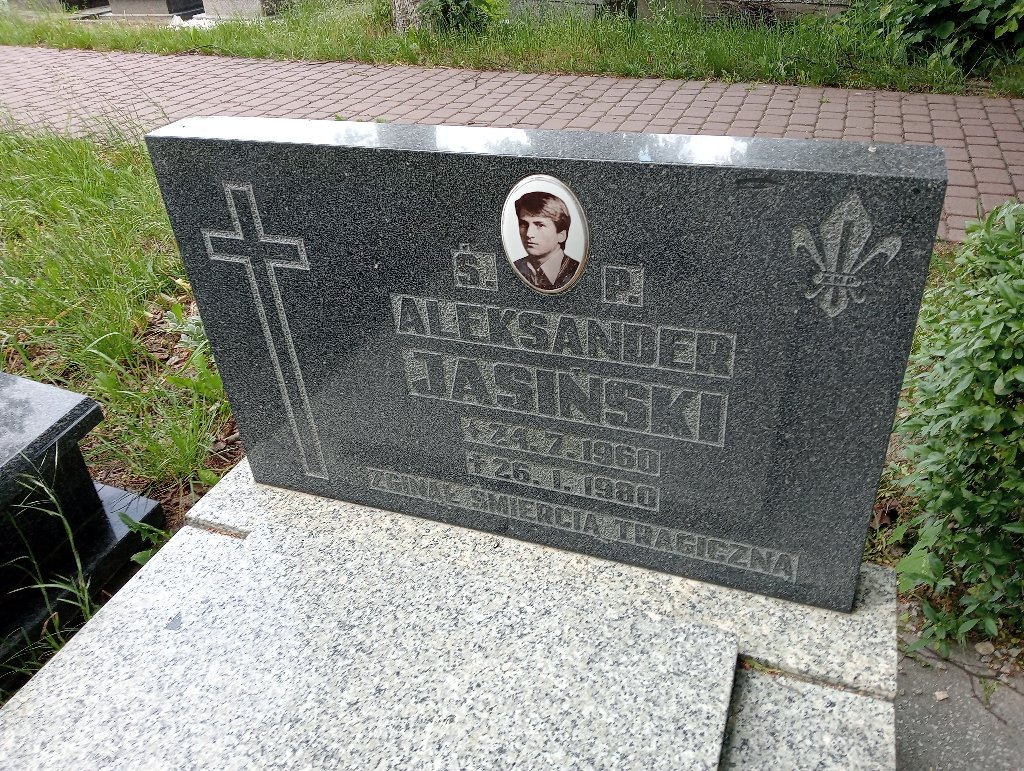 Ś. P.
ALEKSANDER
JASIŃSKI
* 24. 7. 1960
† 26. 1. 1980
ZGINĄŁ ŚMIERCIĄ TRAGICZNĄ